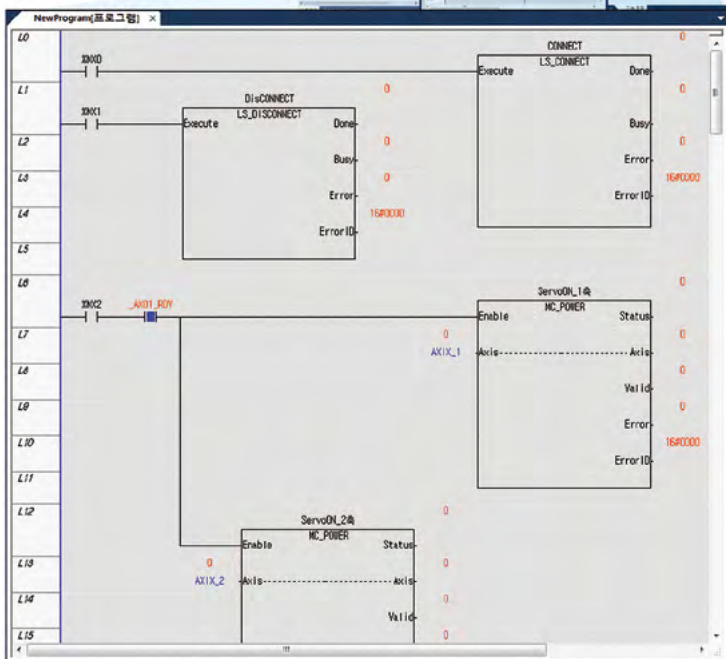 NewProgram[프로그램] ×
L0
CONNECT
0
%MX0
LS_CONNECT
Execute
Done
L1
DisCONNECT
0
0
%MX1
LS_DISCONNECT
Execute
Done
Busy
L2
0
0
Busy
Error
L3
0
16#0000
Error
ErrorID
L4
16#0000
ErrorID
L5
L6
ServoON_1축
0
%MX2
_AX01_RDY
MC_POWER
Enable
Status
L7
0
0
AXIX_1
Axis
Axis
L8
0
Valid
L9
0
Error
L10
16#0000
ErrorID
L11
L12
ServoON_2축
0
MC_POWER
Enable
Status
L13
0
0
AXIX_2
Axis
Axis
L14
0
Valid
L15
0